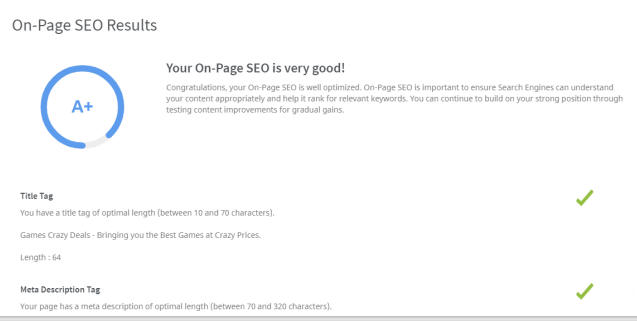 On-Page SEO Results
A+
Your On-Page SEO is very good!
Congratulations, your On-Page SEO is well optimized. On-Page SEO is important to ensure Search Engines can understand
your content appropriately and help it rank for relevant keywords. You can continue to build on your strong position through
testing content improvements for gradual gains.
Title Tag
You have a title tag of optimal length (between 10 and 70 characters).
Games Crazy Deals - Bringing you the Best Games at Crazy Prices.
Length : 64
Meta Description Tag
Your page has a meta description of optimal length (between 70 and 320 characters).